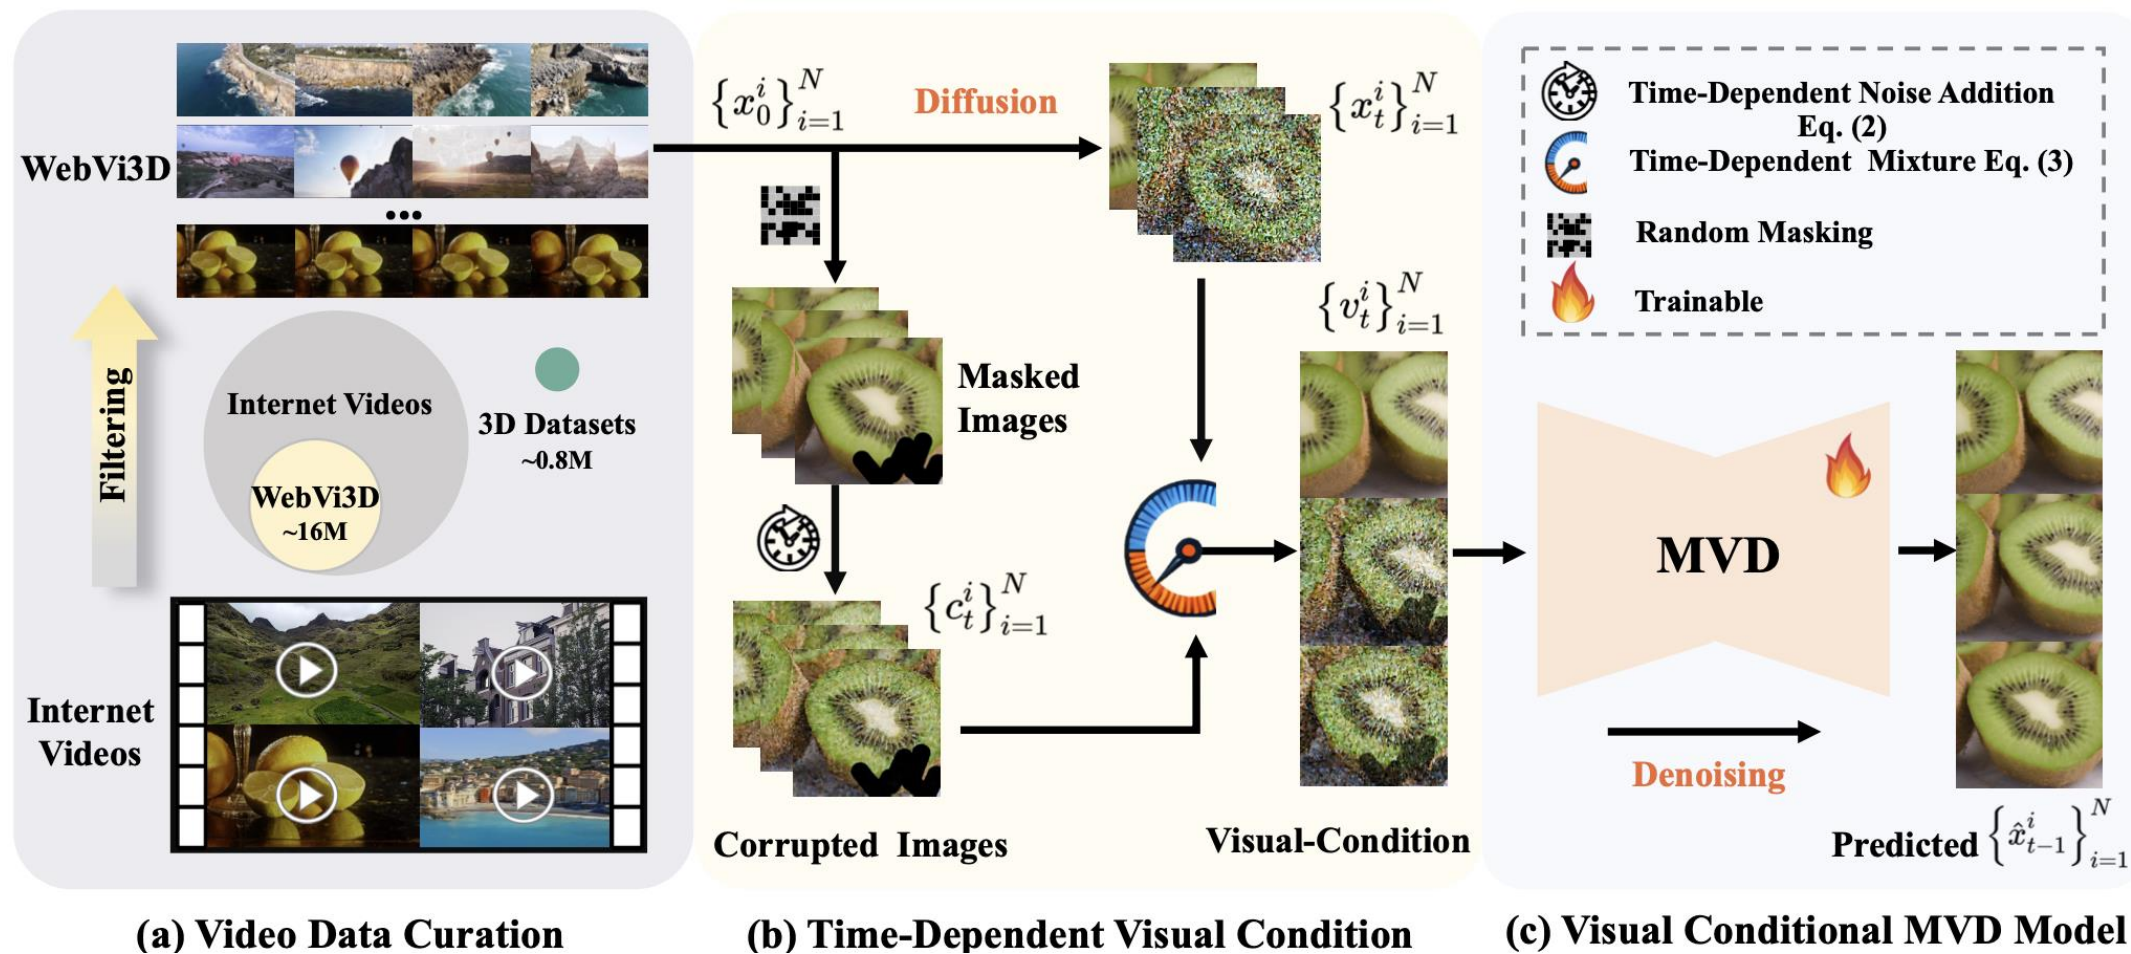 WebVi3D
•••
Filtering
Internet Videos
WebVi3D
~16M
3D Datasets
~0.8M
Internet
Videos
(a) Video Data Curation
{x_0^i}_{i=1}^N
Diffusion
{x_t^i}_{i=1}^N
Masked
Images
{v_t^i}_{i=1}^N
{c_t^i}_{i=1}^N
Corrupted Images
Visual-Condition
(b) Time-Dependent Visual Condition
Time-Dependent Noise Addition
Eq. (2)
Time-Dependent Mixture Eq. (3)
Random Masking
Trainable
MVD
Denoising
Predicted {x̂_{t-1}^i}_{i=1}^N
(c) Visual Conditional MVD Model